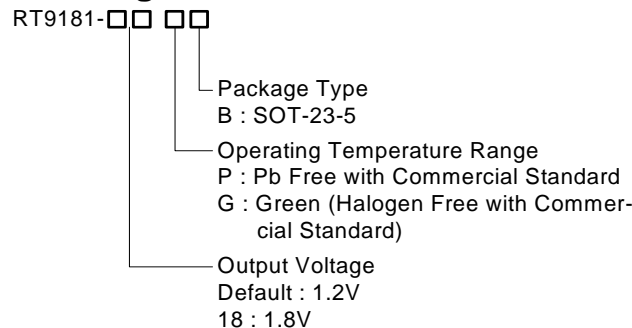 RT9181-□□ □□
Package Type
B : SOT-23-5
Operating Temperature Range
P : Pb Free with Commercial Standard
G : Green (Halogen Free with Commer-
cial Standard)
Output Voltage
Default : 1.2V
18 : 1.8V